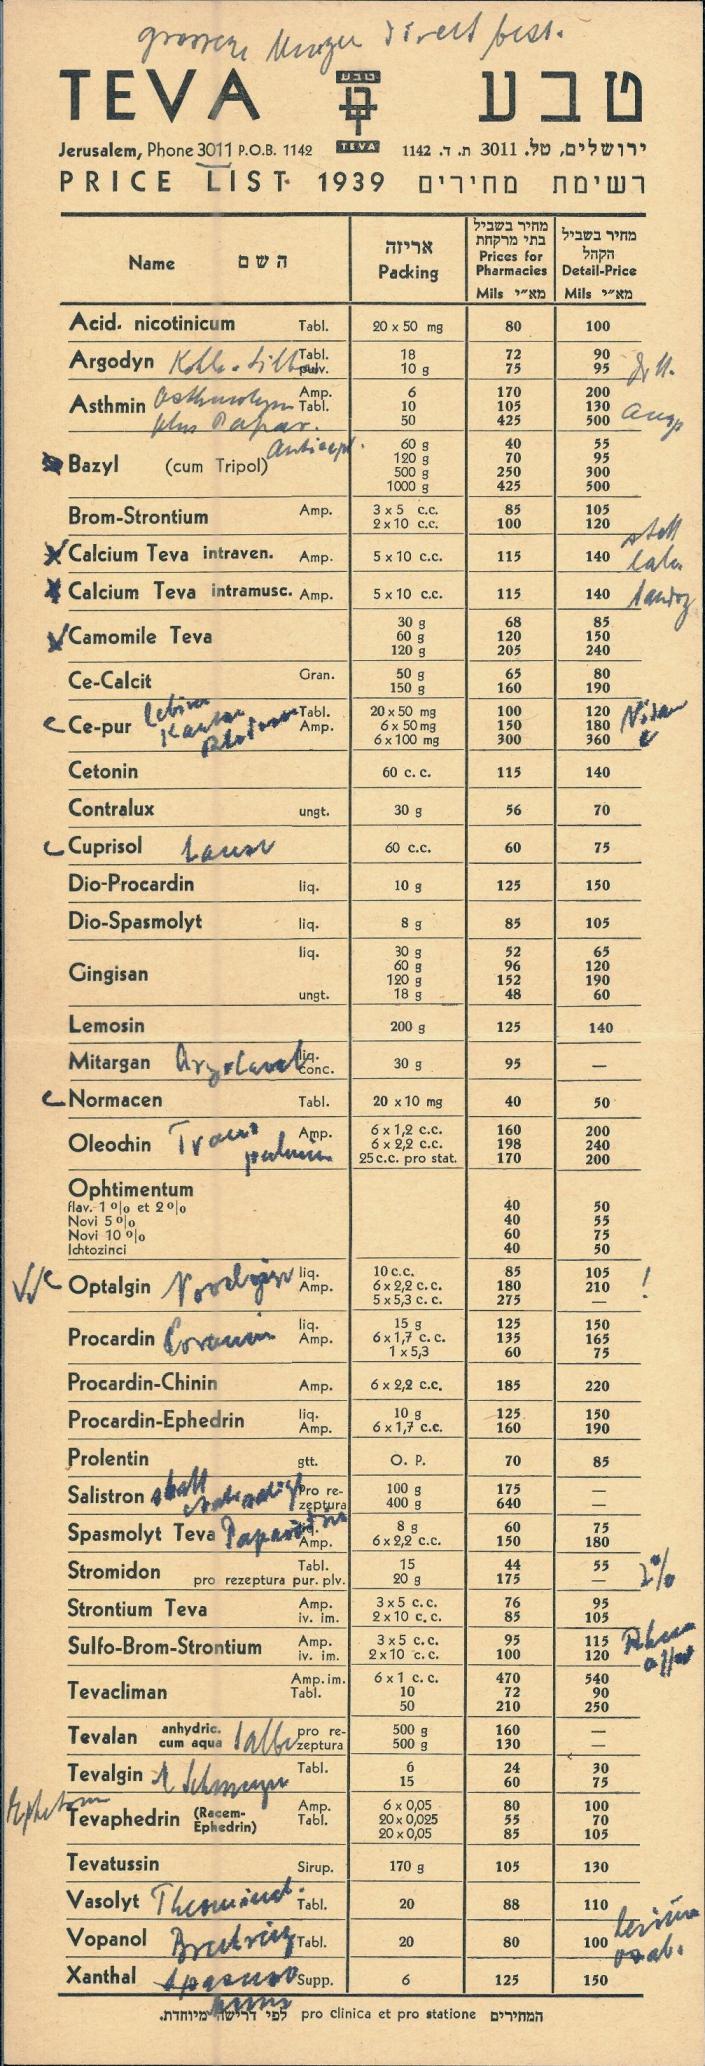 TEVA טבע TEVA טבע
Jerusalem, Phone 3011 P.O.B. 1142 ירושלים, טל. 3011 ת. ד. 1142
PRICE LIST 1939 רשימת מחירים
Name השם אריזה Packing מחיר בשביל בתי מרקחת Prices for Pharmacies Mils מא״י מחיר בשביל הקהל Detail-Price Mils מא״י
Acid. nicotinicum Tabl. 20 x 50 mg 80 100
Argodyn Tabl. 18 72 90
pulv. 10 g 75 95
Asthmin Amp. 6 170 200
Tabl. 10 105 130
50 425 500
Bazyl (cum Tripol) 60 g 40 55
120 g 70 95
500 g 250 300
1000 g 425 500
Brom-Strontium Amp. 3 x 5 c.c. 85 105
2 x 10 c.c. 100 120
Calcium Teva intraven. Amp. 5 x 10 c.c. 115 140
Calcium Teva intramusc. Amp. 5 x 10 c.c. 115 140
Camomile Teva 30 g 68 85
60 g 120 150
120 g 205 240
Ce-Calcit Gran. 50 g 65 80
150 g 160 190
Ce-pur Tabl. 20 x 50 mg 100 120
Amp. 6 x 50 mg 150 180
6 x 100 mg 300 360
Cetonin 60 c.c. 115 140
Contralux ungt. 30 g 56 70
Cuprisol 60 c.c. 60 75
Dio-Procardin liq. 10 g 125 150
Dio-Spasmolyt liq. 8 g 85 105
Gingisan liq. 30 g 52 65
60 g 96 120
120 g 152 190
ungt. 18 g 48 60
Lemosin 200 g 125 140
Mitargan liq. conc. 30 g 95 —
Normacen Tabl. 20 x 10 mg 40 50
Oleochin Amp. 6 x 1,2 c.c. 160 200
6 x 2,2 c.c. 198 240
25 c.c. pro stat. 170 200
Ophtimentum
flav. 1% et 2% 40 50
Novi 5% 40 55
Novi 10% 60 75
Ichtozinci 40 50
Optalgin liq. 10 c.c. 85 105
Amp. 6 x 2,2 c.c. 180 210 !
5 x 5,3 c.c. 275 —
Procardin liq. 15 g 125 150
Amp. 6 x 1,7 c.c. 135 165
1 x 5,3 60 75
Procardin-Chinin Amp. 6 x 2,2 c.c. 185 220
Procardin-Ephedrin liq. 10 g 125 150
Amp. 6 x 1,7 c.c. 160 190
Prolentin gtt. O. P. 70 85
Salistron Pro re- 100 g 175 —
zeptura 400 g 640 —
Spasmolyt Teva liq. 8 g 60 75
Amp. 6 x 2,2 c.c. 150 180
Stromidon Tabl. 15 44 55
pro rezeptura pur. plv. 20 g 175 —
Strontium Teva Amp. 3 x 5 c.c. 76 95
iv. im. 2 x 10 c.c. 85 105
Sulfo-Brom-Strontium Amp. 3 x 5 c.c. 95 115
iv. im. 2 x 10 c.c. 100 120
Tevacliman Amp. im. 6 x 1 c.c. 470 540
Tabl. 10 72 90
50 210 250
Tevalan anhydric. pro re- 500 g 160 —
cum aqua zeptura 500 g 130 —
Tevalgin Tabl. 6 24 30
15 60 75
Tevaphedrin (Racem-Ephedrin) Amp. 6 x 0,05 80 100
Tabl. 20 x 0,025 55 70
20 x 0,05 85 105
Tevatussin Sirup. 170 g 105 130
Vasolyt Tabl. 20 88 110
Vopanol Tabl. 20 80 100
Xanthal Supp. 6 125 150
המחירים pro clinica et pro statione לפי דרישה מיוחדת.